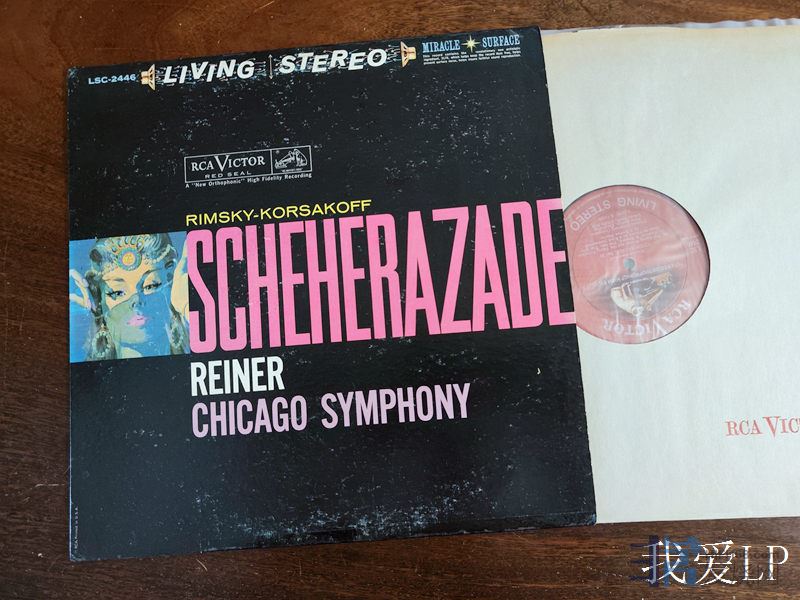 LSC-2446
LIVING STEREO
MIRACLE SURFACE
RCA VICTOR
RED SEAL
A "New Orthophonic" High Fidelity Recording
RIMSKY-KORSAKOFF
SCHEHERAZADE
REINER
CHICAGO SYMPHONY
LIVING STEREO
RCA VICTOR
RCA VICT
我爱LP